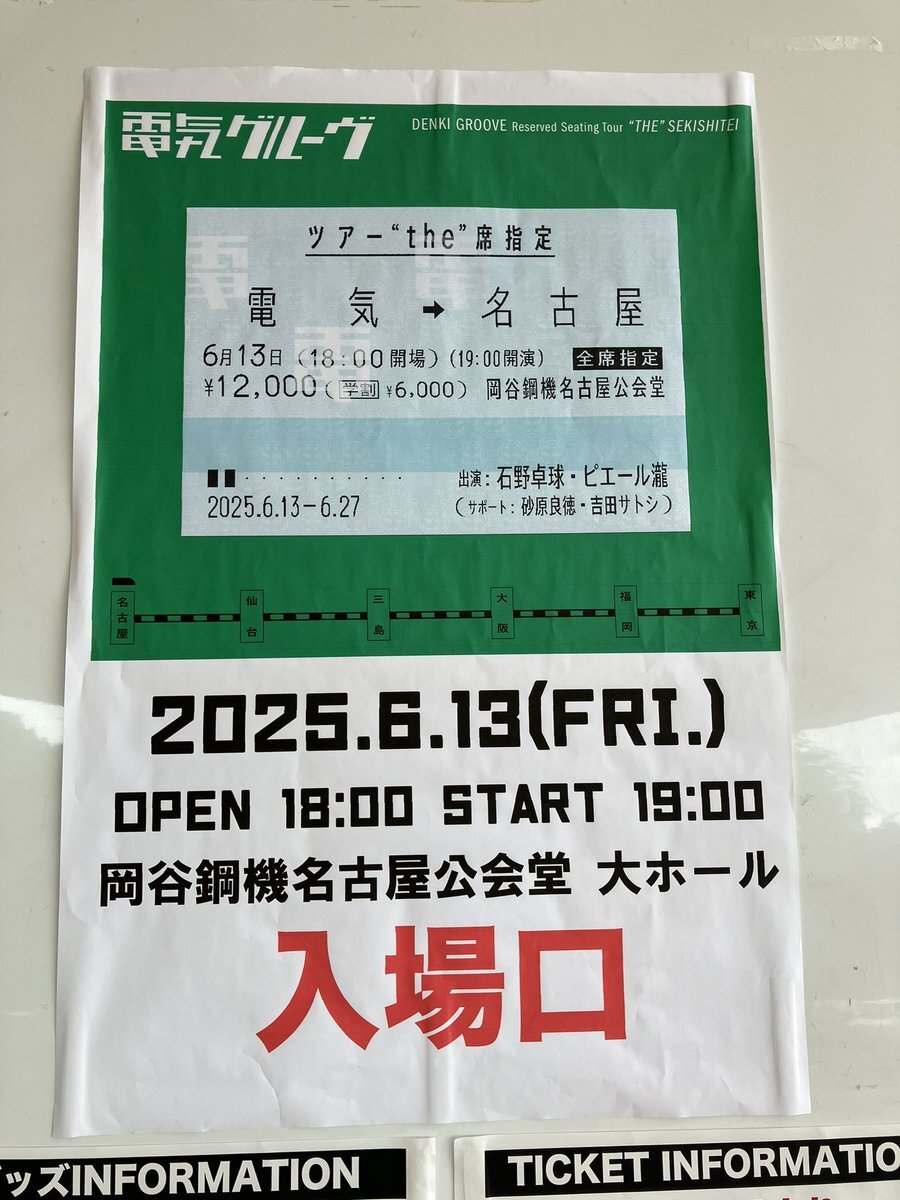 電気グルーヴ
DENKI GROOVE Reserved Seating Tour "THE" SEKISHITEI
ツアー"the"席指定
電気➡名古屋
6月13日(18:00開場)(19:00開演) 全席指定
¥12,000(学割 ¥6,000) 岡谷鋼機名古屋公会堂
出演:石野卓球・ピエール瀧
2025.6.13-6.27 (サポート:砂原良徳・吉田サトシ)
名古屋 仙台 三島 大阪 福岡 東京
2025.6.13(FRI.)
OPEN 18:00 START 19:00
岡谷鋼機名古屋公会堂 大ホール
入場口
ッズINFORMATION
TICKET INFORMATIO